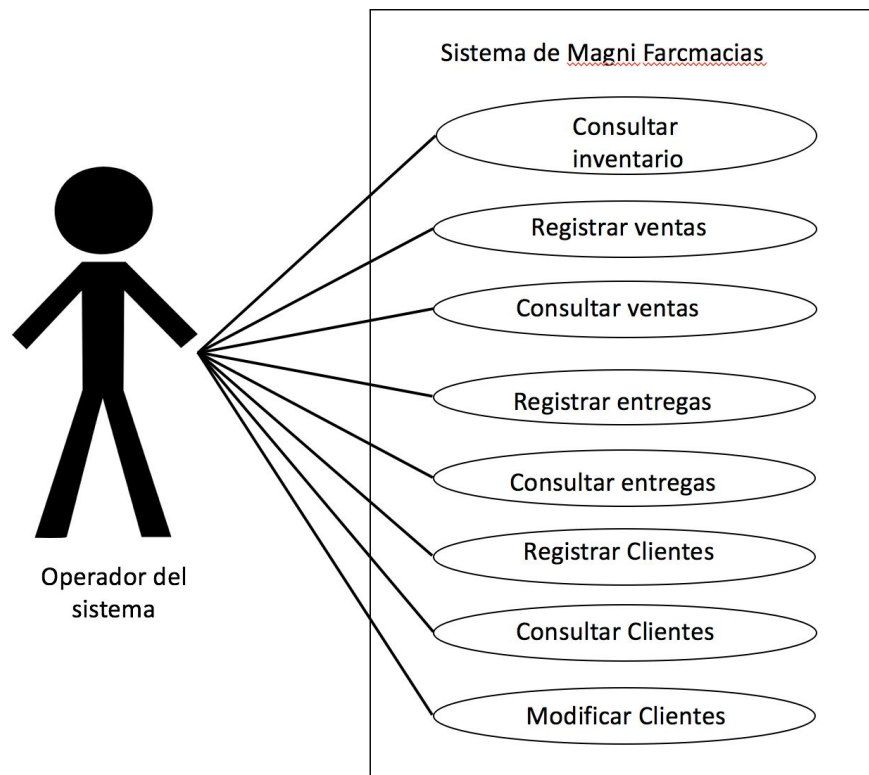 Sistema de Magni Farcmacias
Consultar
inventario
Registrar ventas
Consultar ventas
Registrar entregas
Consultar entregas
Registrar Clientes
Consultar Clientes
Modificar Clientes
Operador del
sistema